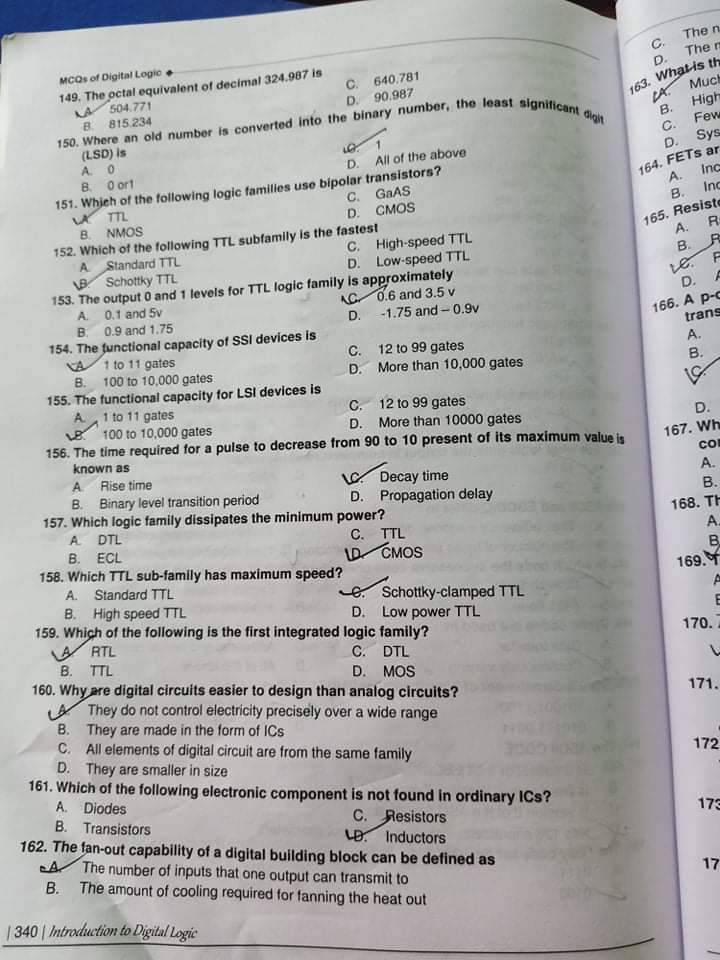 MCQs of Digital Logic ◆
149. The octal equivalent of decimal 324.987 is
A. 504.771
C. 640.781
B. 815.234
D. 90.987
150. Where an old number is converted into the binary number, the least significant digit
(LSD) is
A. 0
C. 1
B. 0 or1
D. All of the above
151. Which of the following logic families use bipolar transistors?
A. TTL
C. GaAS
B. NMOS
D. CMOS
152. Which of the following TTL subfamily is the fastest
A. Standard TTL
C. High-speed TTL
B. Schottky TTL
D. Low-speed TTL
153. The output 0 and 1 levels for TTL logic family is approximately
A. 0.1 and 5v
C. 0.6 and 3.5 v
B. 0.9 and 1.75
D. -1.75 and – 0.9v
154. The functional capacity of SSI devices is
A. 1 to 11 gates
C. 12 to 99 gates
B. 100 to 10,000 gates
D. More than 10,000 gates
155. The functional capacity for LSI devices is
A. 1 to 11 gates
C. 12 to 99 gates
B. 100 to 10,000 gates
D. More than 10000 gates
156. The time required for a pulse to decrease from 90 to 10 present of its maximum value is
known as
A. Rise time
C. Decay time
B. Binary level transition period
D. Propagation delay
157. Which logic family dissipates the minimum power?
A. DTL
C. TTL
B. ECL
D. CMOS
158. Which TTL sub-family has maximum speed?
A. Standard TTL
C. Schottky-clamped TTL
B. High speed TTL
D. Low power TTL
159. Which of the following is the first integrated logic family?
A. RTL
C. DTL
B. TTL
D. MOS
160. Why are digital circuits easier to design than analog circuits?
A. They do not control electricity precisely over a wide range
B. They are made in the form of ICs
C. All elements of digital circuit are from the same family
D. They are smaller in size
161. Which of the following electronic component is not found in ordinary ICs?
A. Diodes
C. Resistors
B. Transistors
D. Inductors
162. The fan-out capability of a digital building block can be defined as
A. The number of inputs that one output can transmit to
B. The amount of cooling required for fanning the heat out
| 340 | Introduction to Digital Logic
C. The
D. The
163. What is
A. Much
B. High
C. Few
D.
164. FETs
A.
B.
165.
A.
B.
C.
D.
166. A
A.
B.
C.
D.
167.
A.
B.
168.
A.
B.
169.
170.
171.
172
173
17